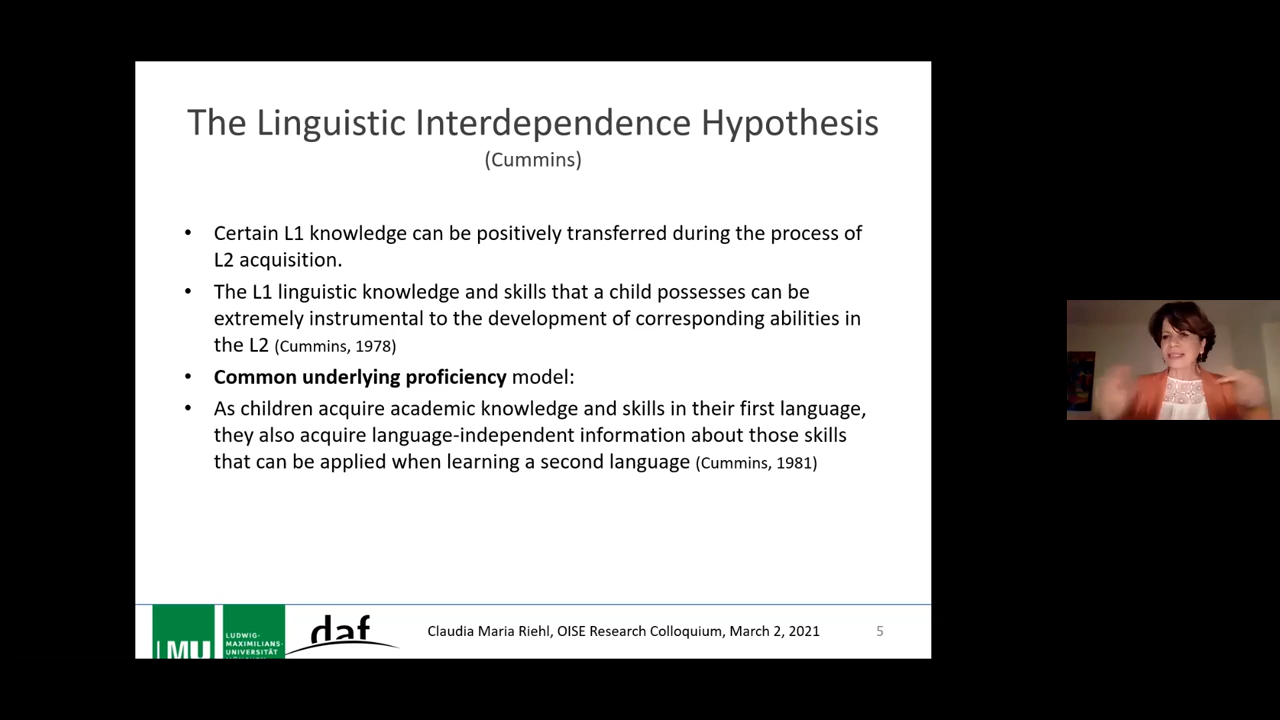 The Linguistic Interdependence Hypothesis
(Cummins)
• Certain L1 knowledge can be positively transferred during the process of
L2 acquisition.
• The L1 linguistic knowledge and skills that a child possesses can be
extremely instrumental to the development of corresponding abilities in
the L2 (Cummins, 1978)
• Common underlying proficiency model:
• As children acquire academic knowledge and skills in their first language,
they also acquire language-independent information about those skills
that can be applied when learning a second language (Cummins, 1981)
LMU
LUDWIG-
MAXIMILIANS-
UNIVERSITÄT
daf
Claudia Maria Riehl, OISE Research Colloquium, March 2, 2021
5